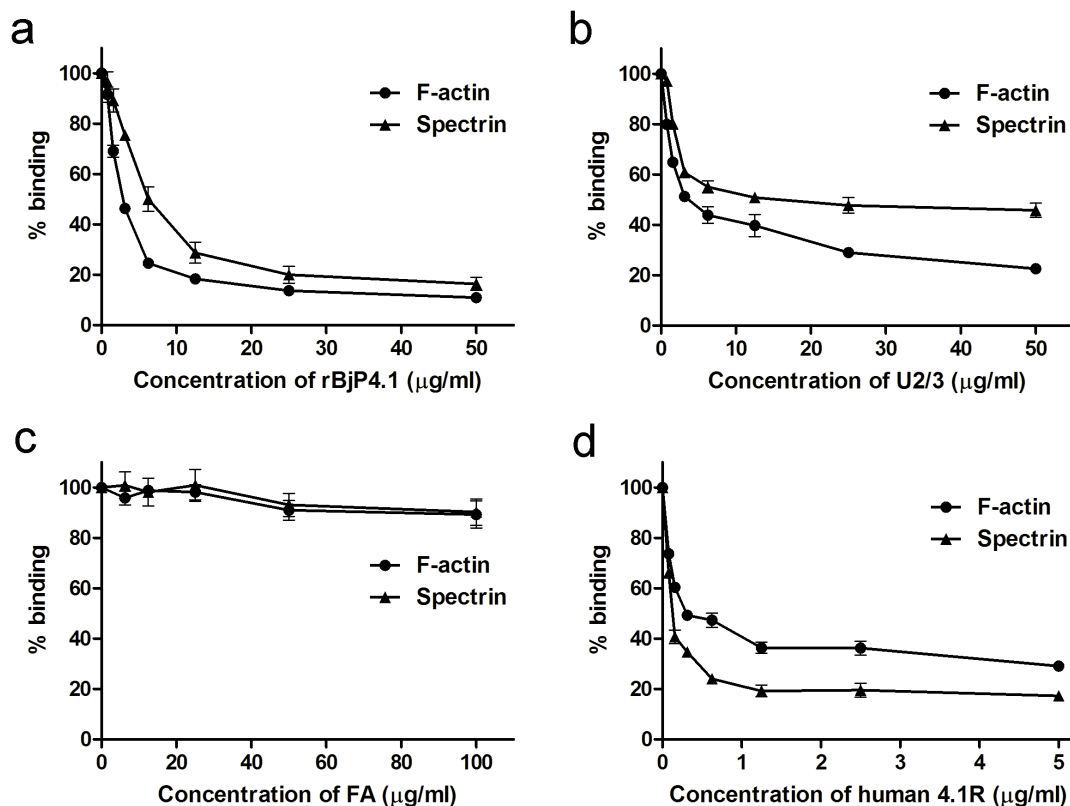 a
100
80
60
40
20
0
% binding
F-actin
Spectrin
0 10 20 30 40 50
Concentration of rBjP4.1 (μg/ml)
b
100
80
60
40
20
0
% binding
F-actin
Spectrin
0 10 20 30 40 50
Concentration of U2/3 (μg/ml)
c
100
80
60
40
20
0
% binding
F-actin
Spectrin
0 20 40 60 80 100
Concentration of FA (μg/ml)
d
100
80
60
40
20
0
% binding
F-actin
Spectrin
0 1 2 3 4 5
Concentration of human 4.1R (μg/ml)